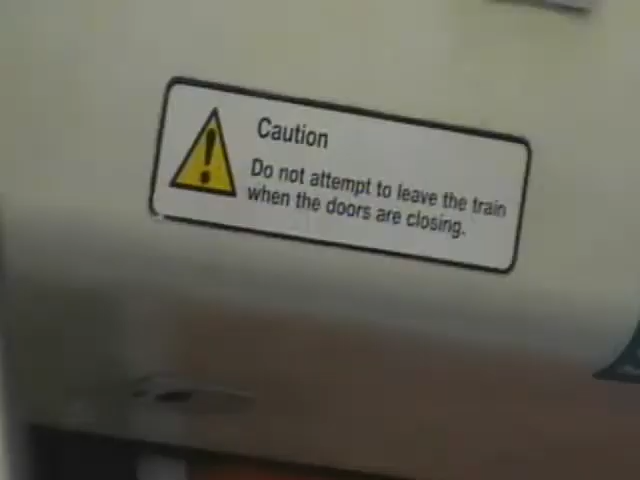 Caution
Do not attempt to leave the train
when the doors are closing.